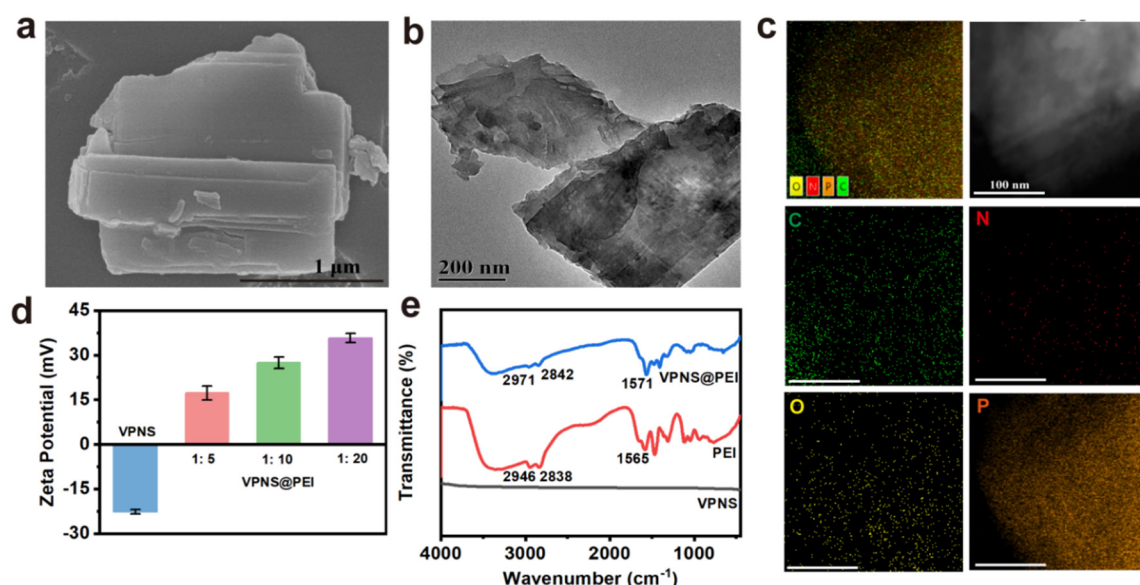 a
1 μm
b
200 nm
c
O N P C
100 nm
C
N
O
P
d
Zeta Potential (mV)
45
30
15
0
-15
-30
VPNS
1: 5
1: 10
1: 20
VPNS@PEI
e
Transmittance (%)
2971
2842
1571
VPNS@PEI
2946
2838
1565
PEI
VPNS
4000
3000
2000
1000
Wavenumber (cm⁻¹)